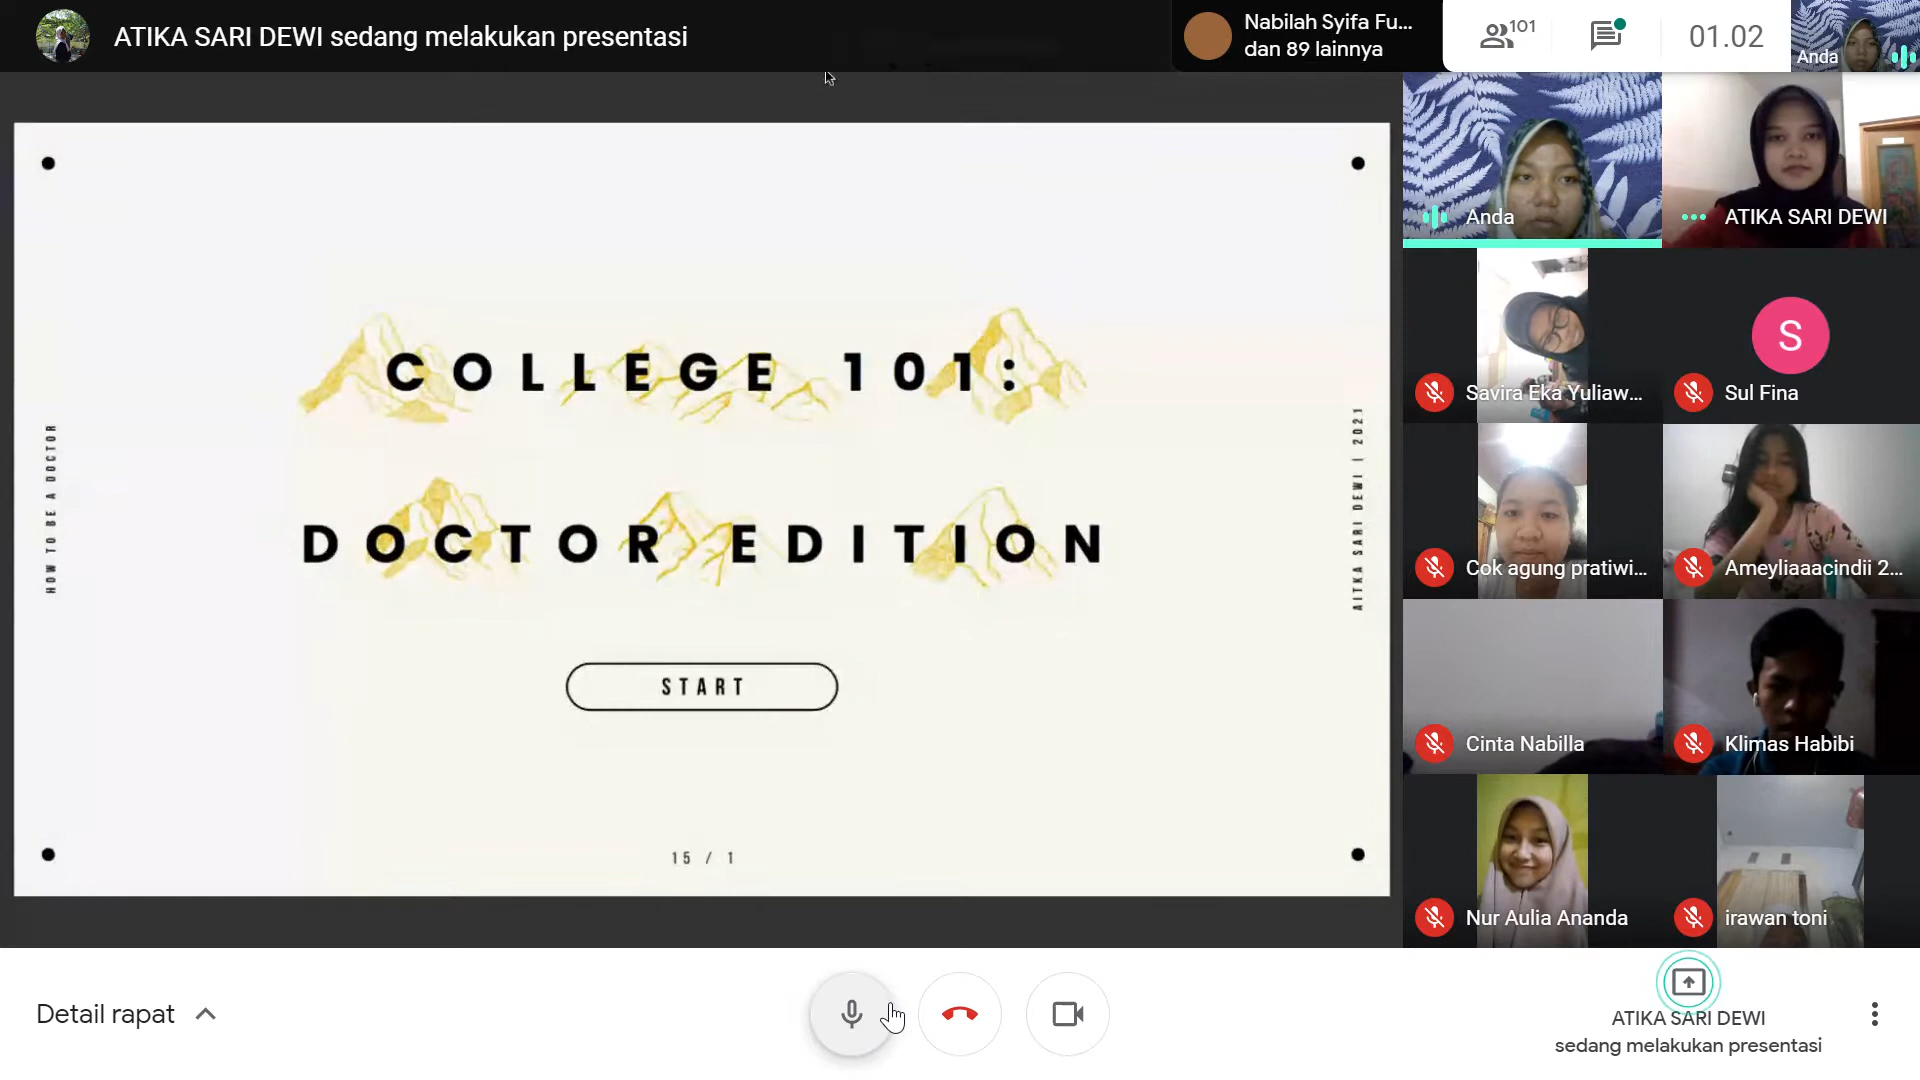 ATIKA SARI DEWI sedang melakukan presentasi
Nabilah Syifa Fu...
dan 89 lainnya
101
01.02
Anda
HOW TO BE A DOCTOR
COLLEGE 101:
DOCTOR EDITION
START
15 / 1
AITKA SARI DEWI | 2021
Anda
ATIKA SARI DEWI
Savira Eka Yuliaw...
S
Sul Fina
Cok agung pratiwi...
Ameyliaaacindii 2...
Cinta Nabilla
Klimas Habibi
Nur Aulia Ananda
irawan toni
Detail rapat
ATIKA SARI DEWI
sedang melakukan presentasi